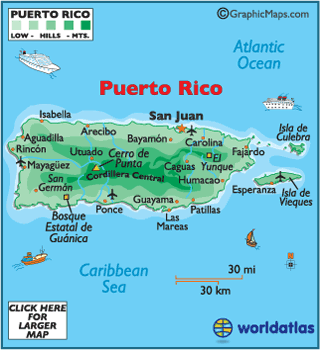 PUERTO RICO
LOW - HILLS - MTS.
©GraphicMaps.com
Atlantic
Ocean
Puerto Rico
San Juan
Isabella
Arecibo
Bayamón
Carolina
Isla de
Culebra
Aguadilla
Rincón
Utuado
Cerro de
Punta
El
Yunque
Fajardo
Mayagüez
Caguas
San
Germón
Cordillera Central
Humacao
Esperanza
Isla de
Vieques
Bosque
Estatal de
Guánica
Ponce
Guayama
Las
Mareas
Patillas
Caribbean
Sea
30 mi
30 km
CLICK HERE
FOR
LARGER
MAP
worldatlas